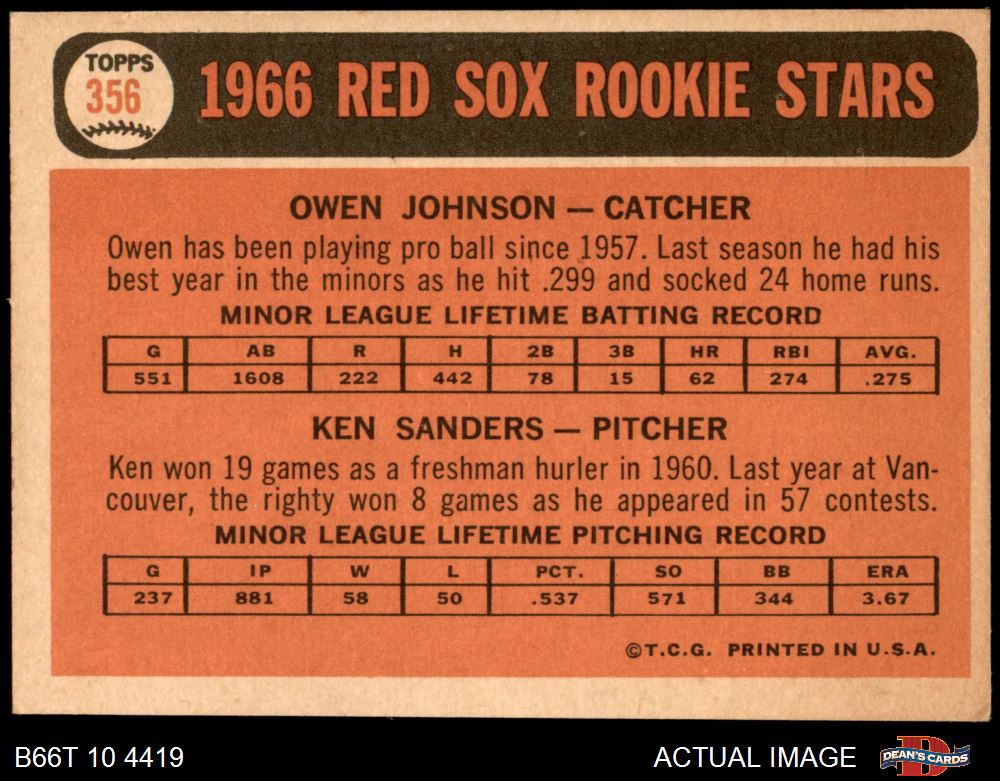 TOPPS
356
1966 RED SOX ROOKIE STARS
OWEN JOHNSON — CATCHER
Owen has been playing pro ball since 1957. Last season he had his
best year in the minors as he hit .299 and socked 24 home runs.
MINOR LEAGUE LIFETIME BATTING RECORD
G AB R H 2B 3B HR RBI AVG.
551 1608 222 442 78 15 62 274 .275
KEN SANDERS — PITCHER
Ken won 19 games as a freshman hurler in 1960. Last year at Van-
couver, the righty won 8 games as he appeared in 57 contests.
MINOR LEAGUE LIFETIME PITCHING RECORD
G IP W L PCT. SO BB ERA
237 881 58 50 .537 571 344 3.67
©T.C.G. PRINTED IN U.S.A.
B66T 10 4419 ACTUAL IMAGE DEAN'S CARDS